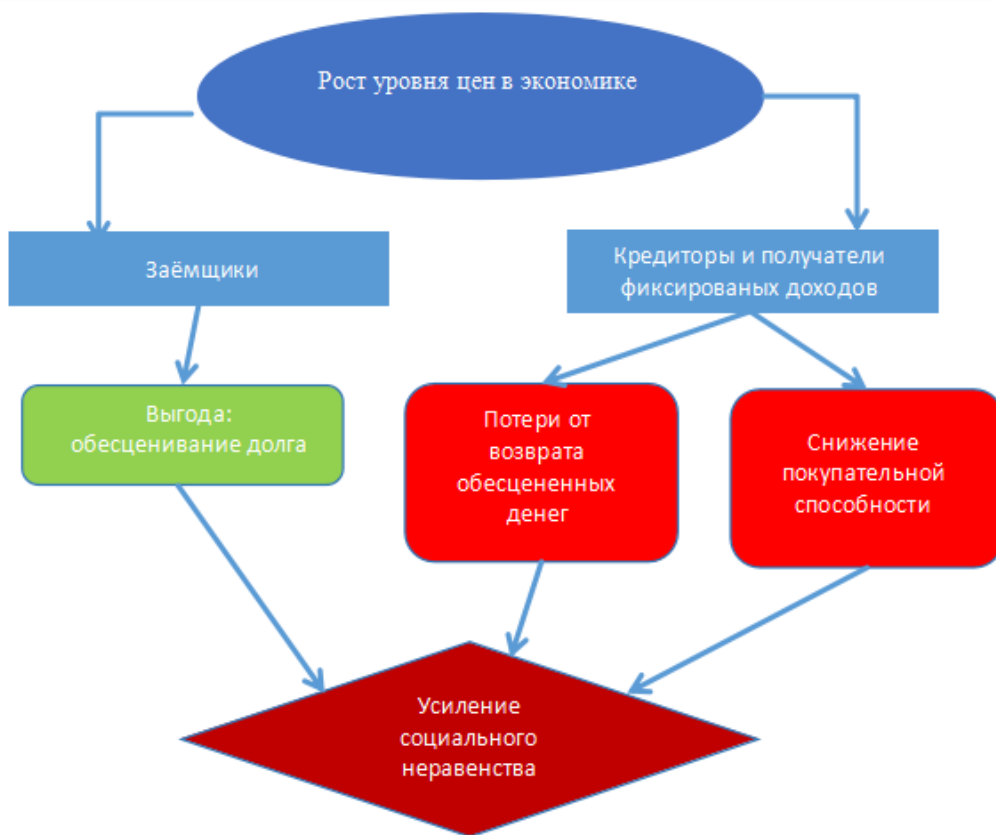 Рост уровня цен в экономике
Заёмщики
Кредиторы и получатели
фиксированых доходов
Выгода:
обесценивание долга
Потери от
возврата
обесцененных
денег
Снижение
покупательной
способности
Усиление
социального
неравенства